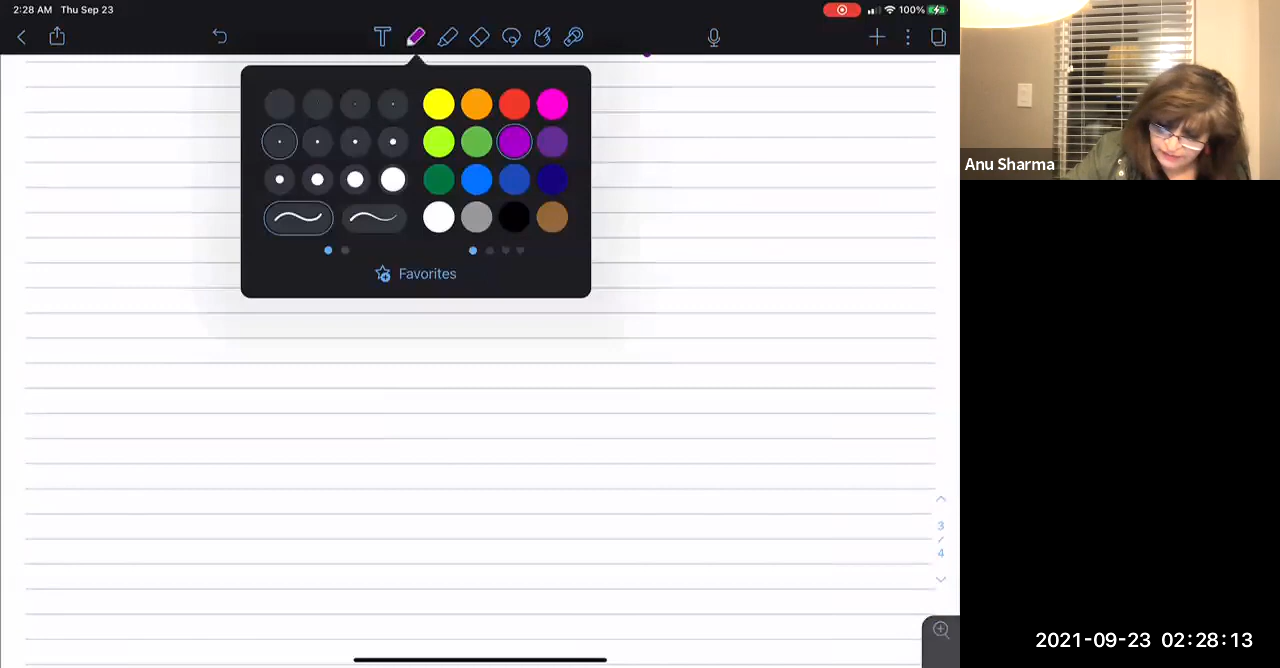 2:28 AM Thu Sep 23
100%
T
Anu Sharma
Favorites
3
/
4
2021-09-23 02:28:13